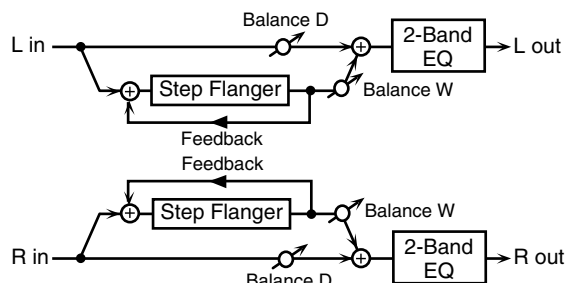 Balance D
L in
2-Band
EQ
L out
Step Flanger
Balance W
Feedback
Feedback
Step Flanger
Balance W
R in
2-Band
EQ
R out
Balance D